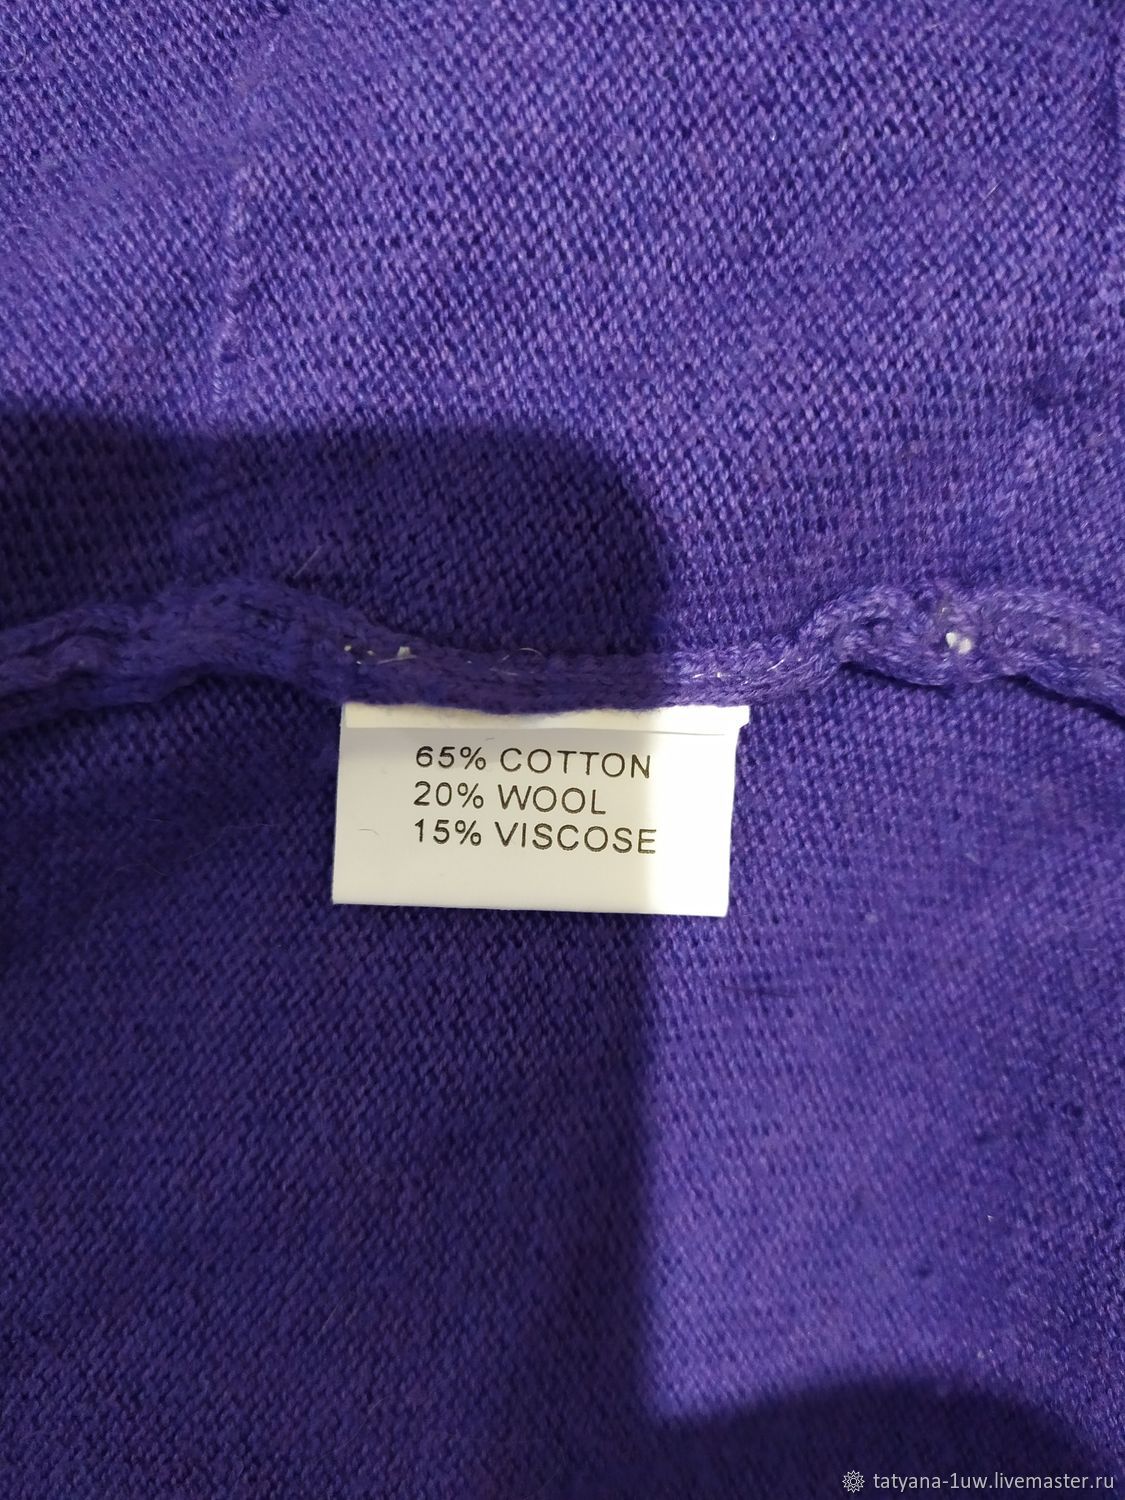 65% COTTON
20% WOOL
15% VISCOSE
tatyana-1uw.livemaster.ru